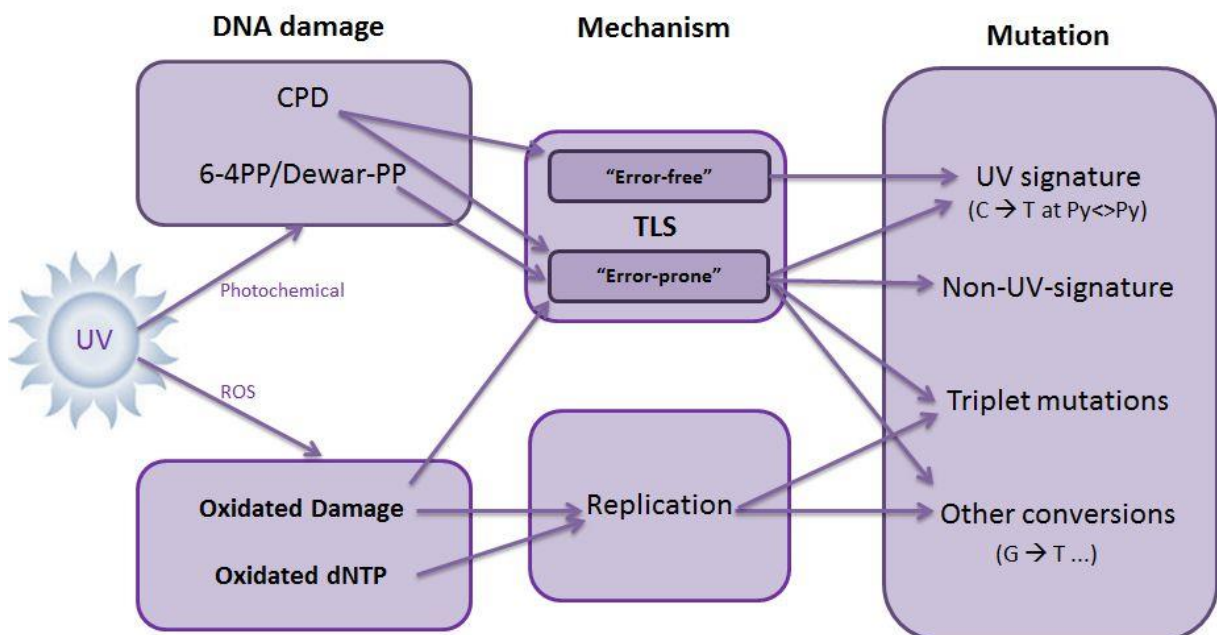 DNA damage
Mechanism
Mutation
CPD
6-4PP/Dewar-PP
"Error-free"
TLS
"Error-prone"
UV signature
(C → T at Py<>Py)
Non-UV-signature
Photochemical
UV
ROS
Triplet mutations
Oxidated Damage
Oxidated dNTP
Replication
Other conversions
(G → T ...)